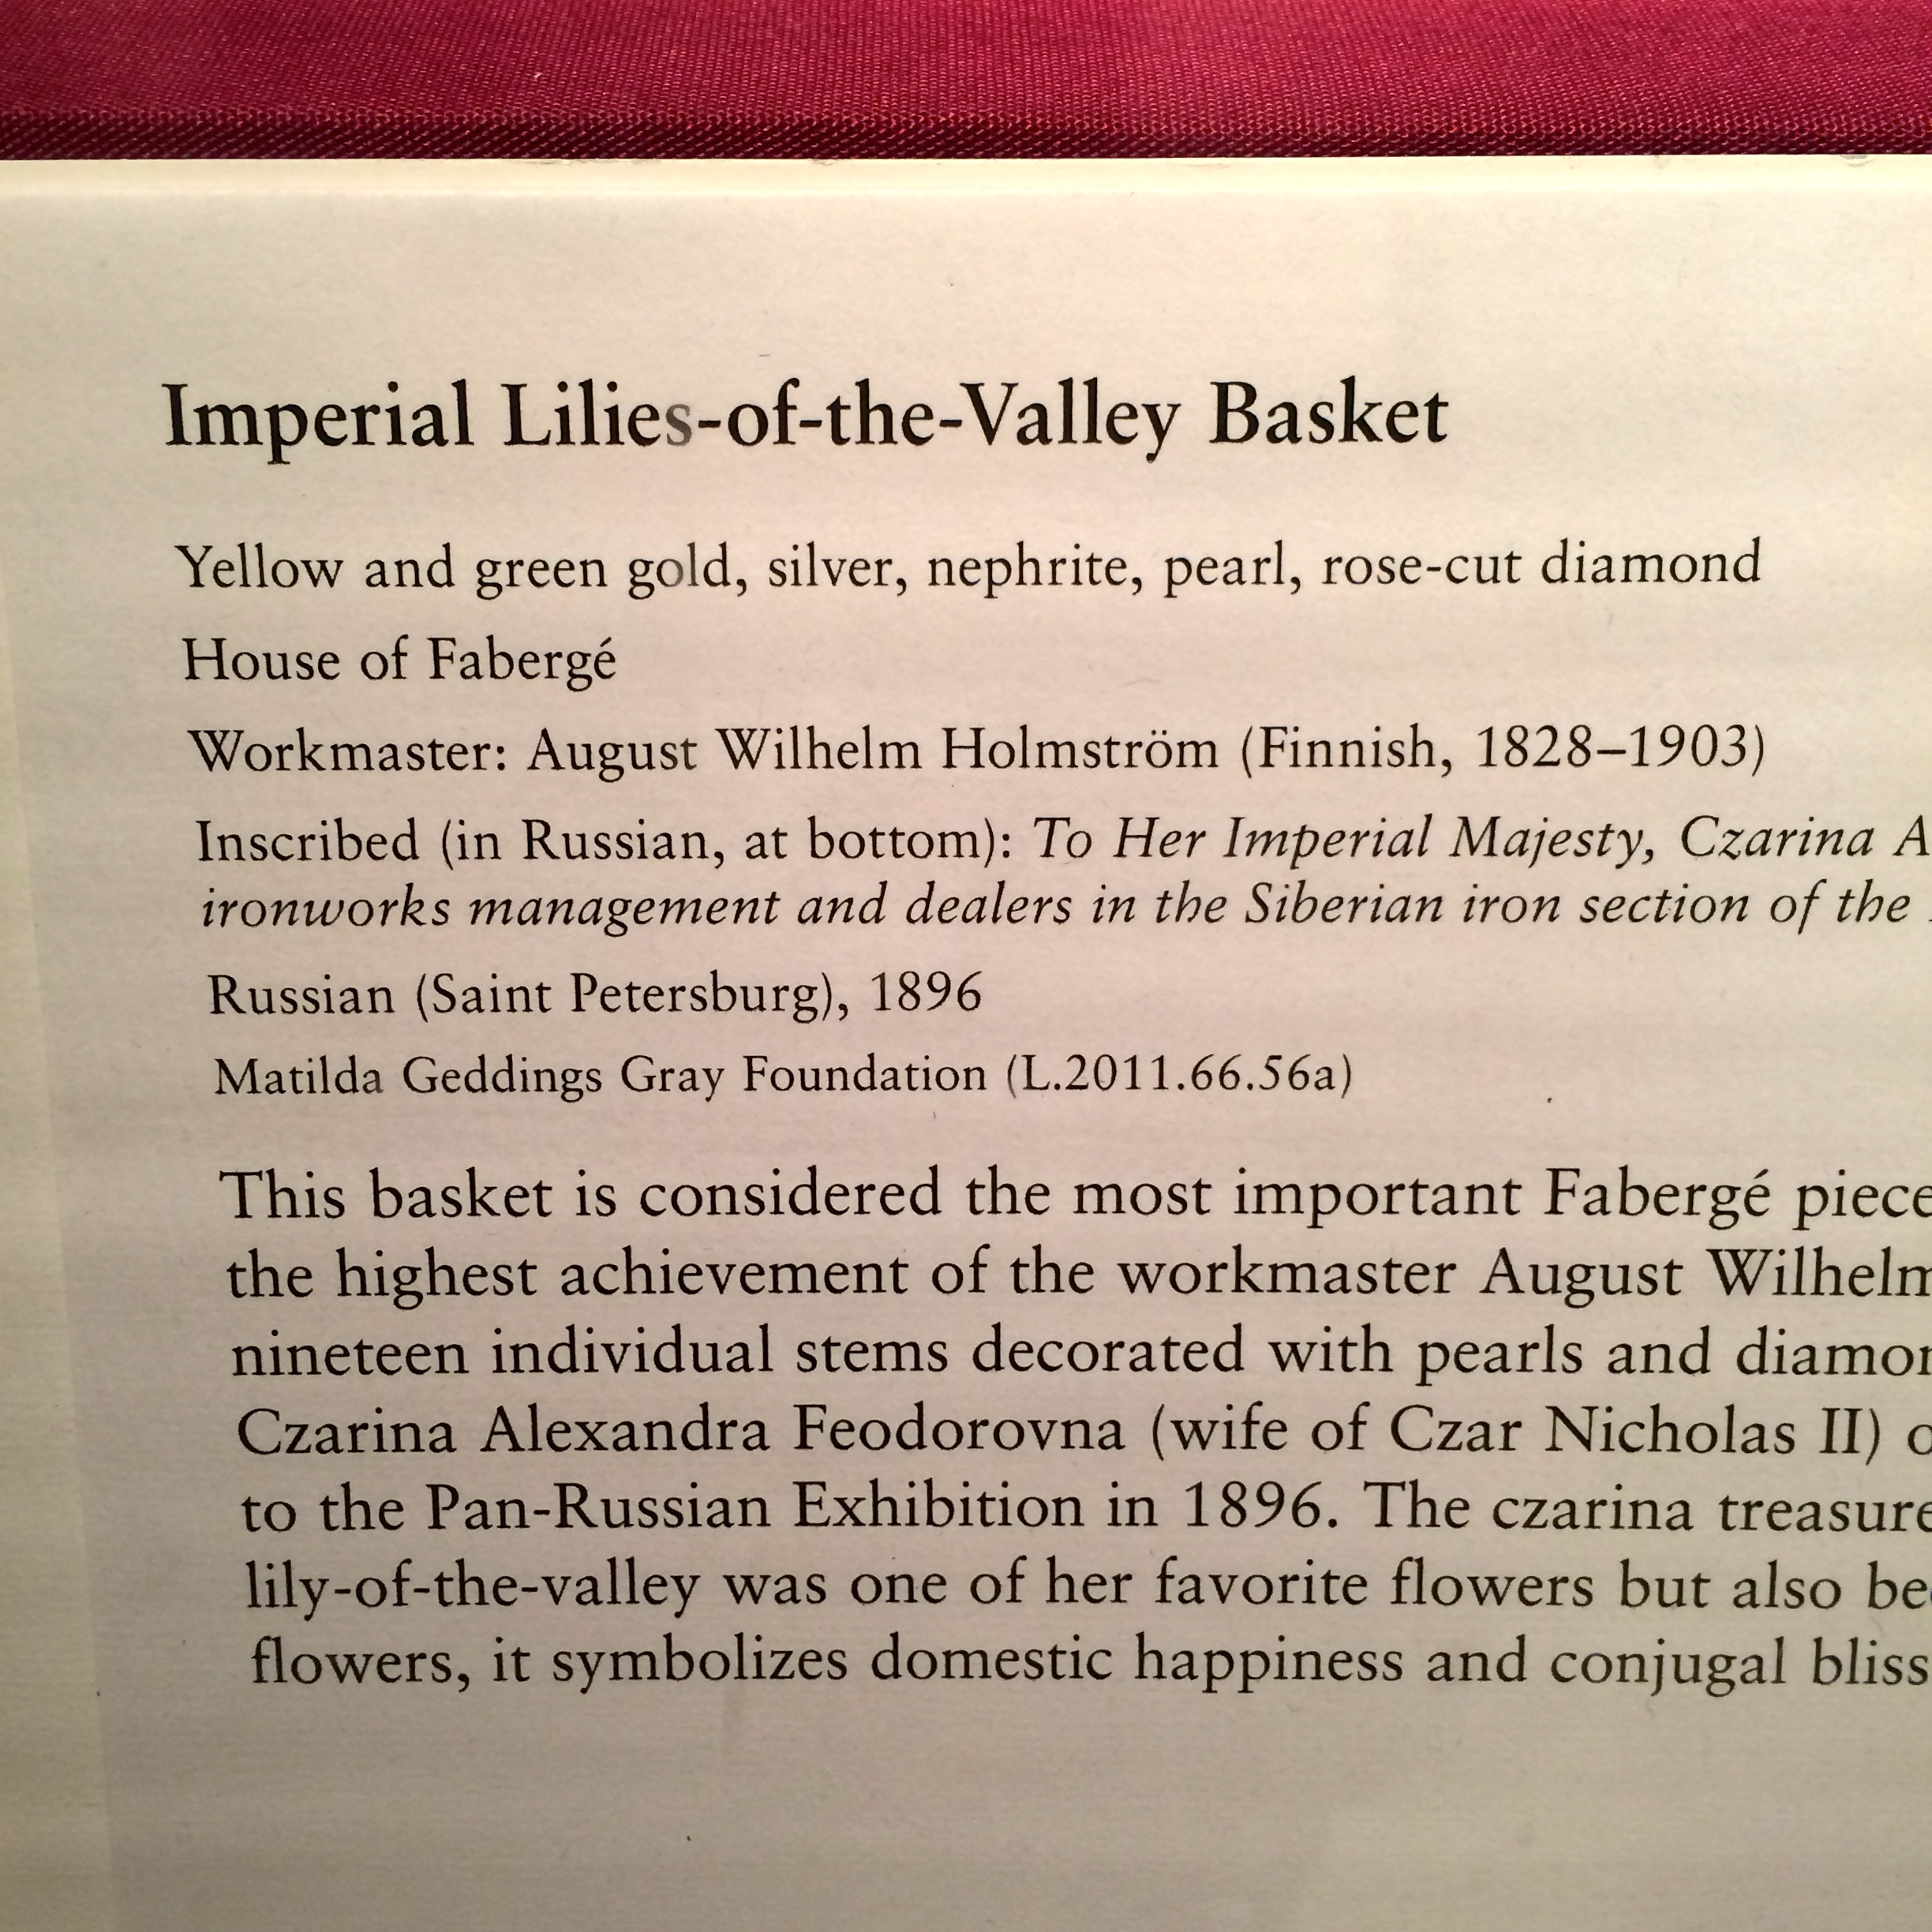 Imperial Lilies-of-the-Valley Basket
Yellow and green gold, silver, nephrite, pearl, rose-cut diamond
House of Fabergé
Workmaster: August Wilhelm Holmström (Finnish, 1828–1903)
Inscribed (in Russian, at bottom): To Her Imperial Majesty, Czarina
ironworks management and dealers in the Siberian iron section of the
Russian (Saint Petersburg), 1896
Matilda Geddings Gray Foundation (L.2011.66.56a)
This basket is considered the most important Fabergé piece
the highest achievement of the workmaster August Wilhelm
nineteen individual stems decorated with pearls and
Czarina Alexandra Feodorovna (wife of Czar Nicholas II)
to the Pan-Russian Exhibition in 1896. The czarina
lily-of-the-valley was one of her favorite flowers but also
flowers, it symbolizes domestic happiness and conjugal bliss